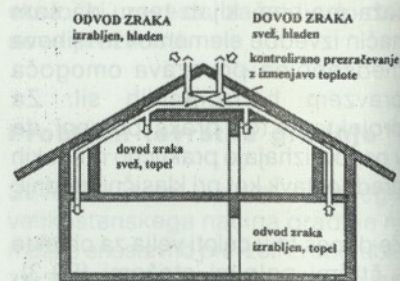 ODVOD ZRAKA
izrabljen, hladen
DOVOD ZRAKA
svež, hladen
kontrolirano prezračevanje
z izmenjavo toplote
dovod zraka
svež, topel
odvod zraka
izrabljen, topel